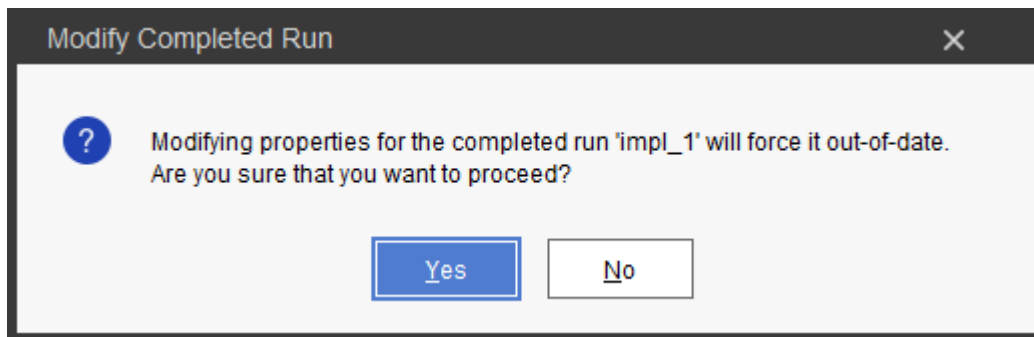 Modify Completed Run
Modifying properties for the completed run 'impl_1' will force it out-of-date.
Are you sure that you want to proceed?
Yes
No